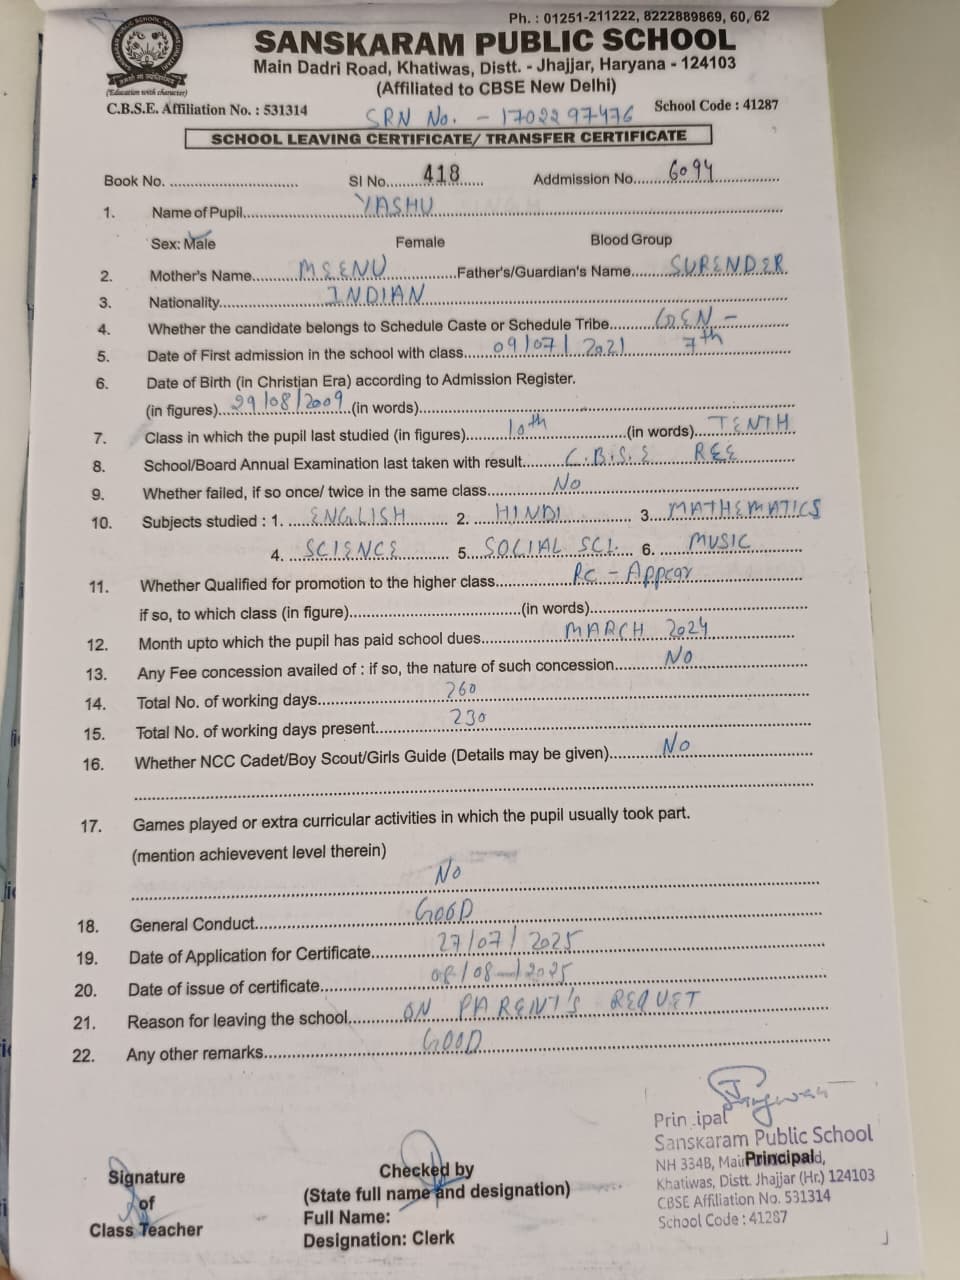 Ph. : 01251-211222, 8222889869, 60, 62
SANSKARAM PUBLIC SCHOOL
Main Dadri Road, Khatiwas, Distt. - Jhajjar, Haryana - 124103
(Affiliated to CBSE New Delhi)
(Education with character)
C.B.S.E. Affiliation No. : 531314
School Code : 41287
SRN No. - 1702297476
SCHOOL LEAVING CERTIFICATE/ TRANSFER CERTIFICATE
Book No. .............. Sl No. 418 Addmission No. 6094
1. Name of Pupil YASHU
Sex: Male Female Blood Group
2. Mother's Name MEENU Father's/Guardian's Name SURENDER
3. Nationality INDIAN
4. Whether the candidate belongs to Schedule Caste or Schedule Tribe GEN -
5. Date of First admission in the school with class 09/07/2021 7th
6. Date of Birth (in Christian Era) according to Admission Register.
(in figures) 29/08/2009 (in words)
7. Class in which the pupil last studied (in figures) 10th (in words) TENTH
8. School/Board Annual Examination last taken with result C.B.S.E REE
9. Whether failed, if so once/ twice in the same class No
10. Subjects studied : 1. ENGLISH 2. HINDI 3. MATHEMATICS
4. SCIENCE 5. SOCIAL SCI. 6. MUSIC
11. Whether Qualified for promotion to the higher class Re - Appear
if so, to which class (in figure) (in words)
12. Month upto which the pupil has paid school dues MARCH 2024
13. Any Fee concession availed of : if so, the nature of such concession No
14. Total No. of working days 260
15. Total No. of working days present 230
16. Whether NCC Cadet/Boy Scout/Girls Guide (Details may be given) No
17. Games played or extra curricular activities in which the pupil usually took part.
(mention achievevent level therein)
No
18. General Conduct GOOD
19. Date of Application for Certificate 27/07/2025
20. Date of issue of certificate 08/08/2025
21. Reason for leaving the school ON PARENT'S REQUET
22. Any other remarks GOOD
Signature
of
Class Teacher
Checked by
(State full name and designation)
Full Name:
Designation: Clerk
Principal
Principal
Sanskaram Public School
NH 334B, Main
Khatiwas, Distt. Jhajjar (Hr.) 124103
CBSE Affiliation No. 531314
School Code : 41287